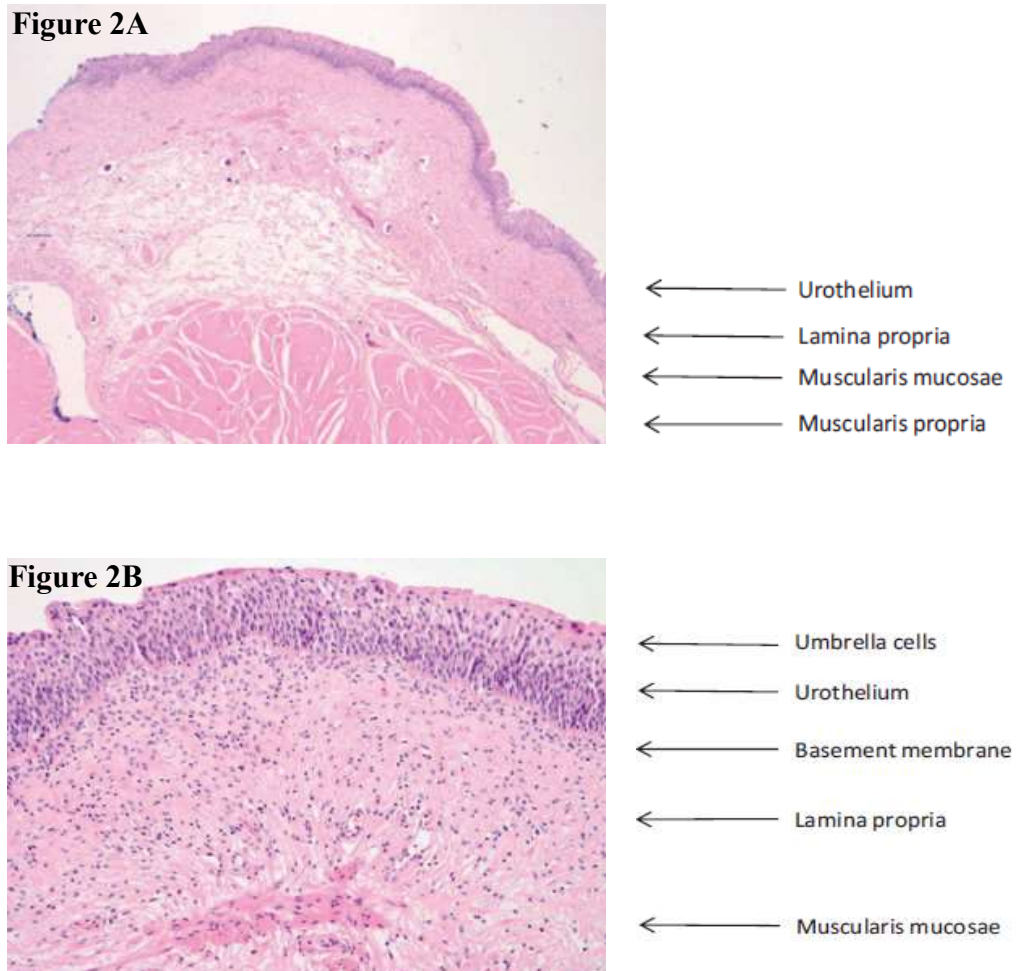 Figure 2A
Urothelium
Lamina propria
Muscularis mucosae
Muscularis propria
Figure 2B
Umbrella cells
Urothelium
Basement membrane
Lamina propria
Muscularis mucosae